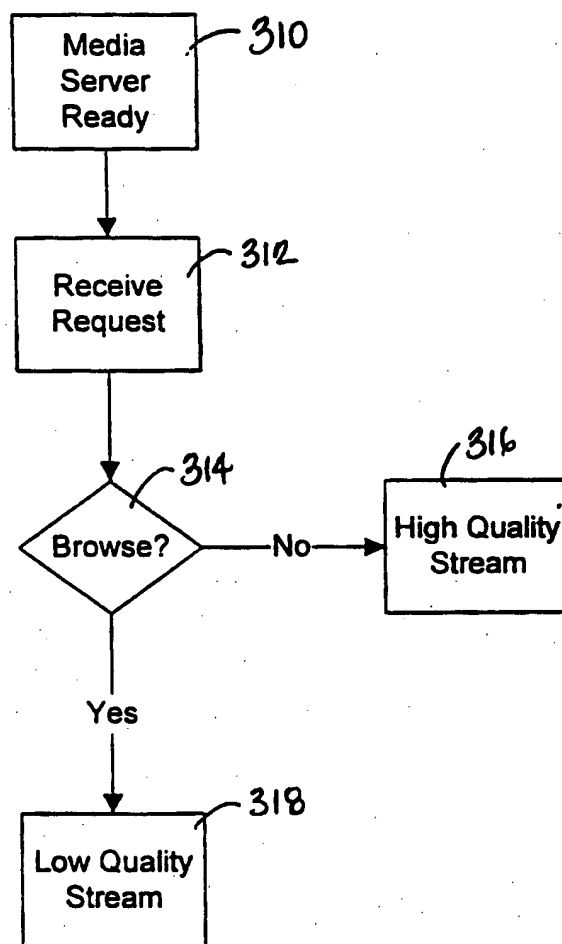 Media
Server
Ready
310
Receive
Request
312
314
Browse?
No
316
High Quality
Stream
Yes
318
Low Quality
Stream